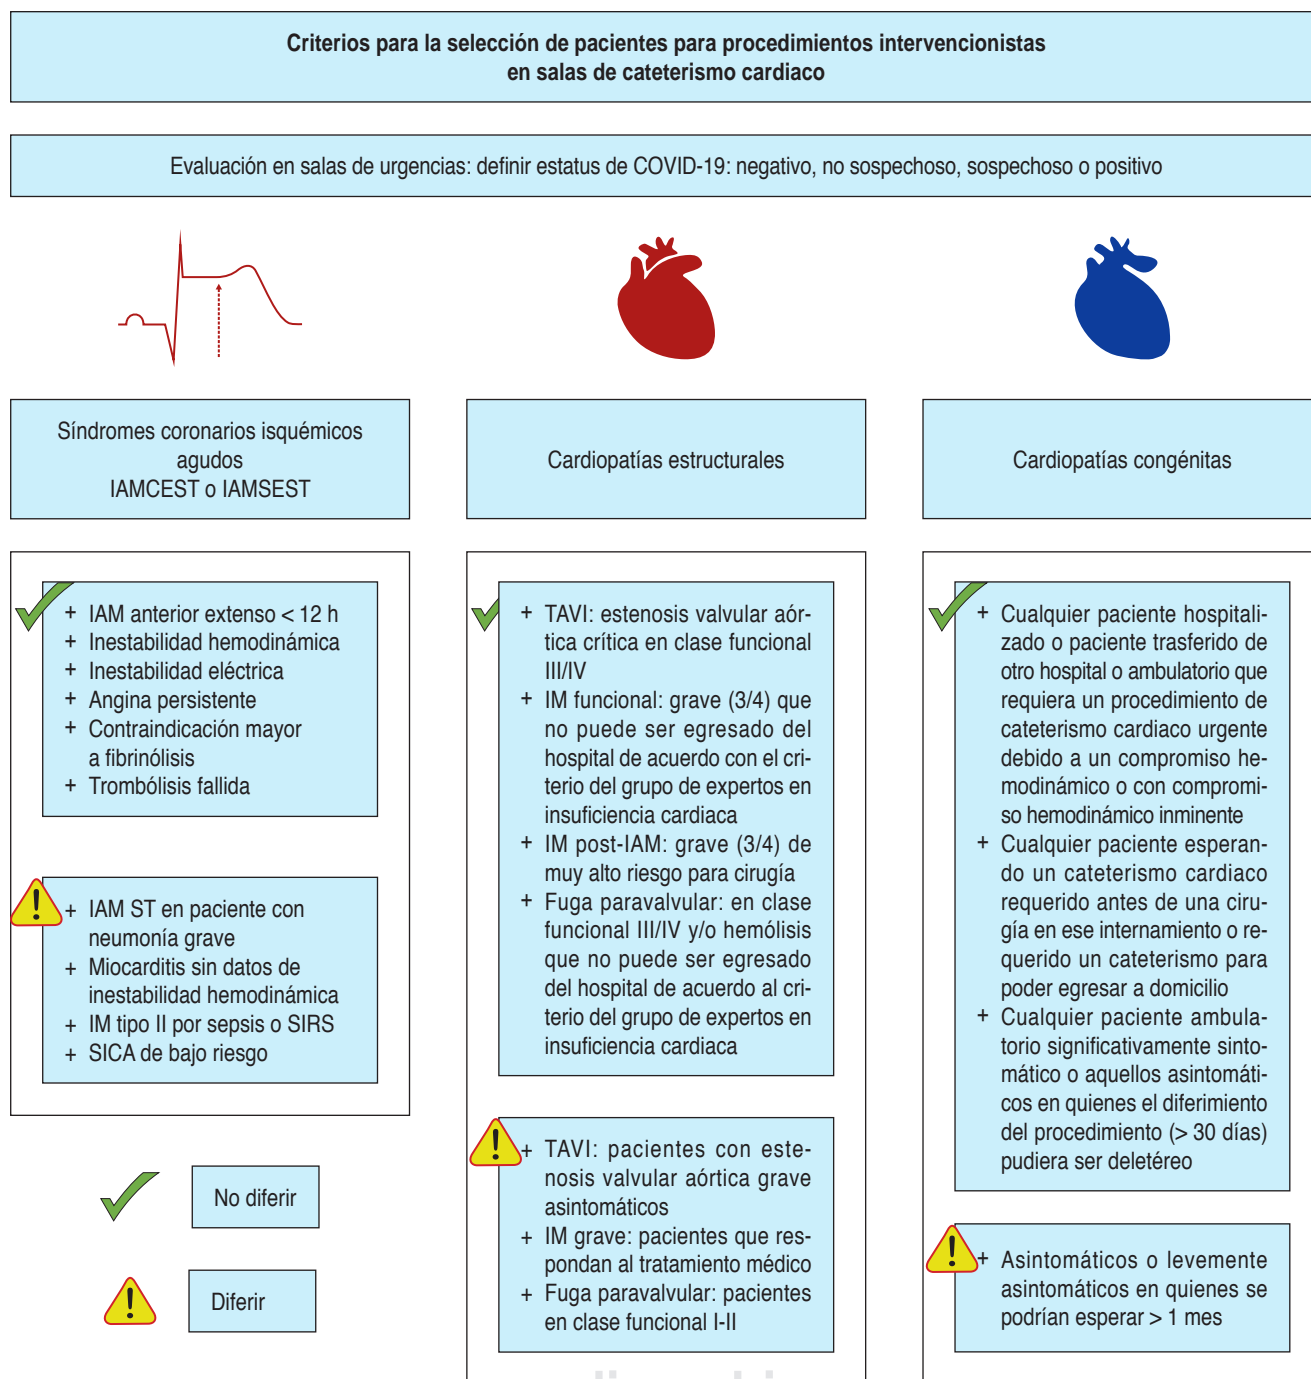 Criterios para la selección de pacientes para procedimientos intervencionistas
en salas de cateterismo cardiaco
Evaluación en salas de urgencias: definir estatus de COVID-19: negativo, no sospechoso, sospechoso o positivo
Síndromes coronarios isquémicos
agudos
IAMCEST o IAMSEST
+ IAM anterior extenso < 12 h
+ Inestabilidad hemodinámica
+ Inestabilidad eléctrica
+ Angina persistente
+ Contraindicación mayor
a fibrinólisis
+ Trombólisis fallida
+ IAM ST en paciente con
neumonía grave
+ Miocarditis sin datos de
inestabilidad hemodinámica
+ IM tipo II por sepsis o SIRS
+ SICA de bajo riesgo
No diferir
Diferir
Cardiopatías estructurales
+ TAVI: estenosis valvular aór-
tica crítica en clase funcional
III/IV
+ IM funcional: grave (3/4) que
no puede ser egresado del
hospital de acuerdo con el cri-
terio del grupo de expertos en
insuficiencia cardiaca
+ IM post-IAM: grave (3/4) de
muy alto riesgo para cirugía
+ Fuga paravalvular: en clase
funcional III/IV y/o hemólisis
que no puede ser egresado
del hospital de acuerdo al cri-
terio del grupo de expertos en
insuficiencia cardiaca
+ TAVI: pacientes con este-
nosis valvular aórtica grave
asintomáticos
+ IM grave: pacientes que res-
pondan al tratamiento médico
+ Fuga paravalvular: pacientes
en clase funcional I-II
Cardiopatías congénitas
+ Cualquier paciente hospitali-
zado o paciente trasferido de
otro hospital o ambulatorio que
requiera un procedimiento de
cateterismo cardiaco urgente
debido a un compromiso he-
modinámico o con compromi-
so hemodinámico inminente
+ Cualquier paciente esperan-
do un cateterismo cardiaco
requerido antes de una ciru-
gía en ese internamiento o re-
querido un cateterismo para
poder egresar a domicilio
+ Cualquier paciente ambula-
torio significativamente sinto-
mático o aquellos asintomáti-
cos en quienes el diferimiento
del procedimiento (> 30 días)
pudiera ser deletéreo
+ Asintomáticos o levemente
asintomáticos en quienes se
podrían esperar > 1 mes